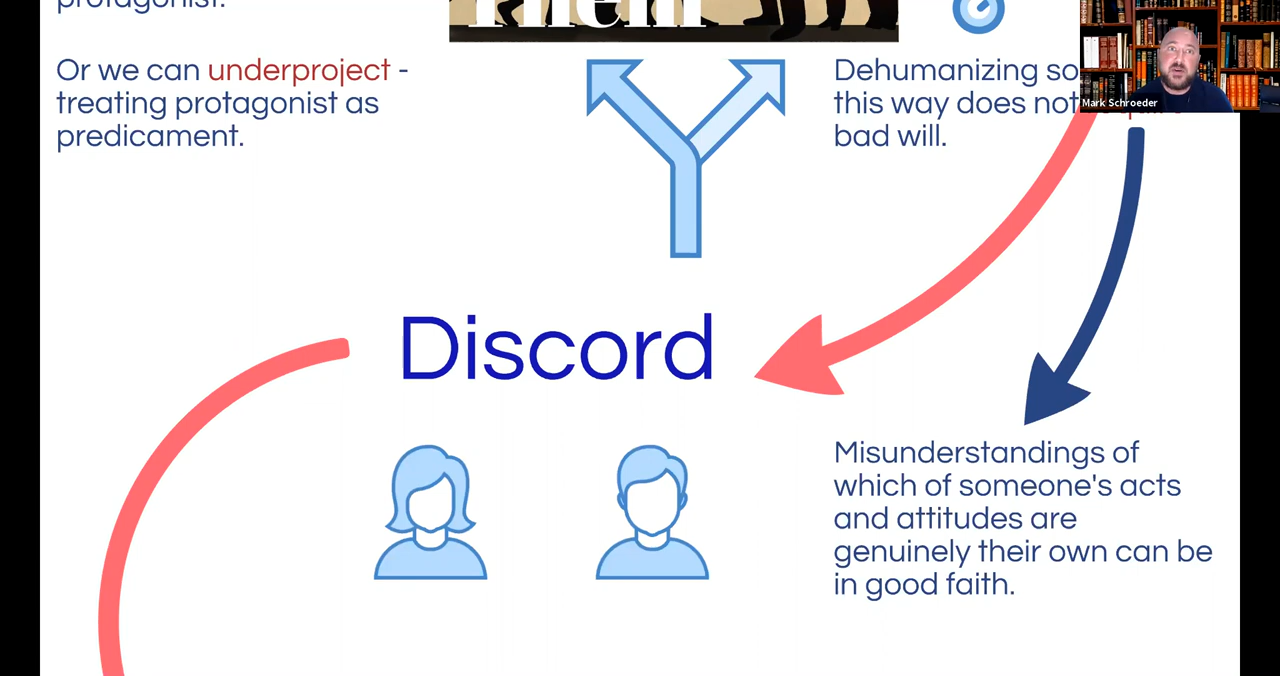 protagonist.
Them
Or we can underproject -
treating protagonist as
predicament.
Dehumanizing
this way does not
bad will.
Mark Schroeder
Discord
Misunderstandings of
which of someone's acts
and attitudes are
genuinely their own can be
in good faith.